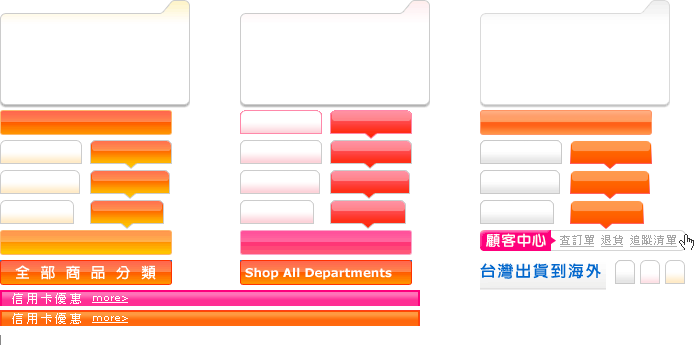 顧客中心 查訂單 退貨 追蹤清單
全部商品分類
Shop All Departments
台灣出貨到海外
信用卡優惠 more>
信用卡優惠 more>